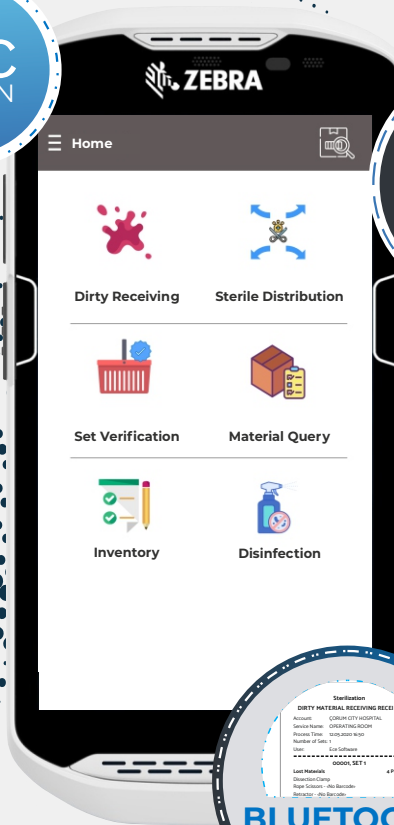 C
N
ZEBRA
Home
Dirty Receiving
Sterile Distribution
Set Verification
Material Query
Inventory
Disinfection
Sterilization
DIRTY MATERIAL RECEIVING RECEI
Account: ÇORUM CITY HOSPITAL
Service Name: OPERATING ROOM
Process Time: 12.05.2020 16:50
Number of Sets: 1
User: Ece Software
00001, SET 1
Lost Materials 4 P
Dissection Clamp
Rope Scissors - -No Barcode-
Retractor - -No Barcode-
BLUETOO